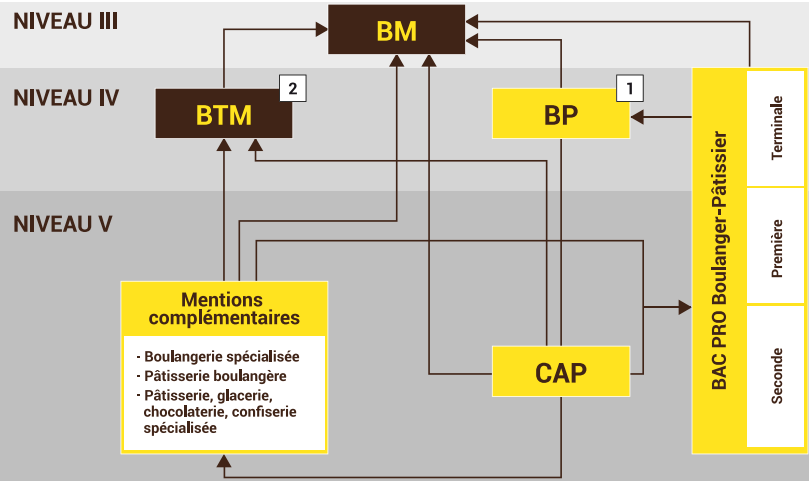 NIVEAU III
BM
NIVEAU IV
BTM
2
BP
1
NIVEAU V
Mentions
complémentaires
- Boulangerie spécialisée
- Pâtisserie boulangère
- Pâtisserie, glacerie,
chocolaterie, confiserie
spécialisée
CAP
BAC PRO Boulanger-Pâtissier
Terminale
Première
Seconde